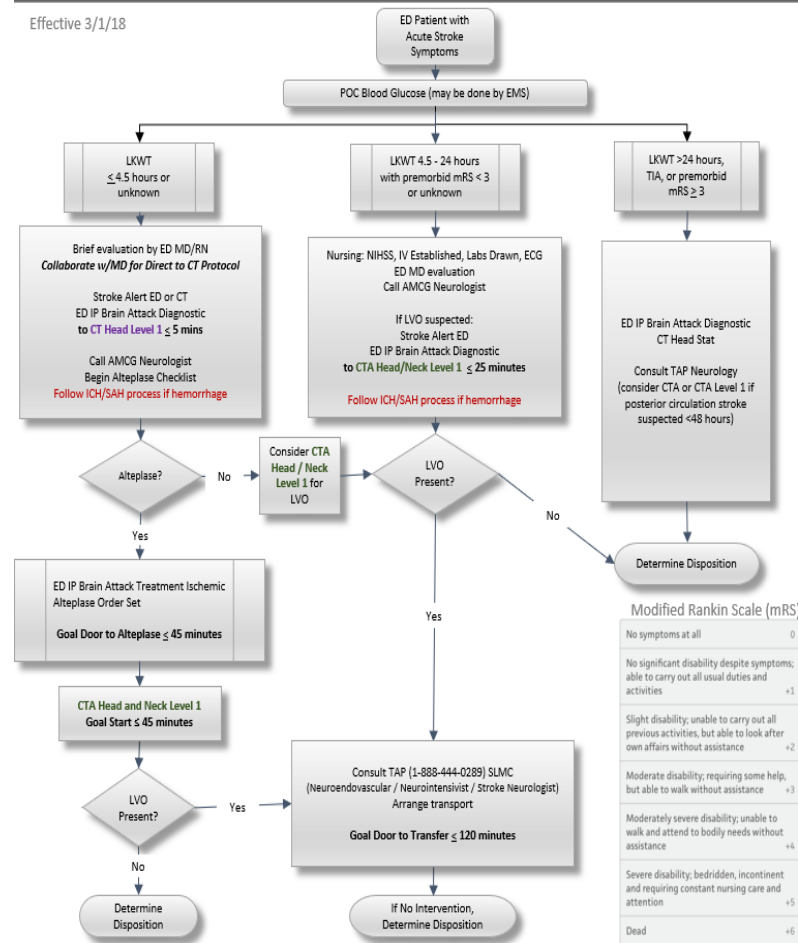 Effective 3/1/18
ED Patient with
Acute Stroke
Symptoms
POC Blood Glucose (may be done by EMS)
LKWT
≤ 4.5 hours or
unknown
LKWT 4.5 - 24 hours
with premorbid mRS < 3
or unknown
LKWT >24 hours,
TIA, or premorbid
mRS ≥ 3
Brief evaluation by ED MD/RN
Collaborate w/MD for Direct to CT Protocol
Stroke Alert ED or CT
ED IP Brain Attack Diagnostic
to CT Head Level 1 ≤ 5 mins
Call AMCG Neurologist
Begin Alteplase Checklist
Follow ICH/SAH process if hemorrhage
Nursing: NIHSS, IV Established, Labs Drawn, ECG
ED MD evaluation
Call AMCG Neurologist
If LVO suspected:
Stroke Alert ED
ED IP Brain Attack Diagnostic
to CTA Head/Neck Level 1 ≤ 25 minutes
Follow ICH/SAH process if hemorrhage
ED IP Brain Attack Diagnostic
CT Head Stat
Consult TAP Neurology
(consider CTA or CTA Level 1 if
posterior circulation stroke
suspected <48 hours)
Alteplase?
No
Consider CTA
Head / Neck
Level 1 for
LVO
LVO
Present?
No
Determine Disposition
Yes
Yes
ED IP Brain Attack Treatment Ischemic
Alteplase Order Set
Goal Door to Alteplase ≤ 45 minutes
CTA Head and Neck Level 1
Goal Start ≤ 45 minutes
LVO
Present?
Yes
Consult TAP (1-888-444-0289) SLMC
(Neuroendovascular / Neurointensivist / Stroke Neurologist)
Arrange transport
Goal Door to Transfer ≤ 120 minutes
No
Determine
Disposition
If No Intervention,
Determine Disposition
Modified Rankin Scale (mRS)
No symptoms at all 0
No significant disability despite symptoms;
able to carry out all usual duties and
activities +1
Slight disability; unable to carry out all
previous activities, but able to look after
own affairs without assistance +2
Moderate disability; requiring some help,
but able to walk without assistance +3
Moderately severe disability; unable to
walk and attend to bodily needs without
assistance +4
Severe disability; bedridden, incontinent
and requiring constant nursing care and
attention +5
Dead +6